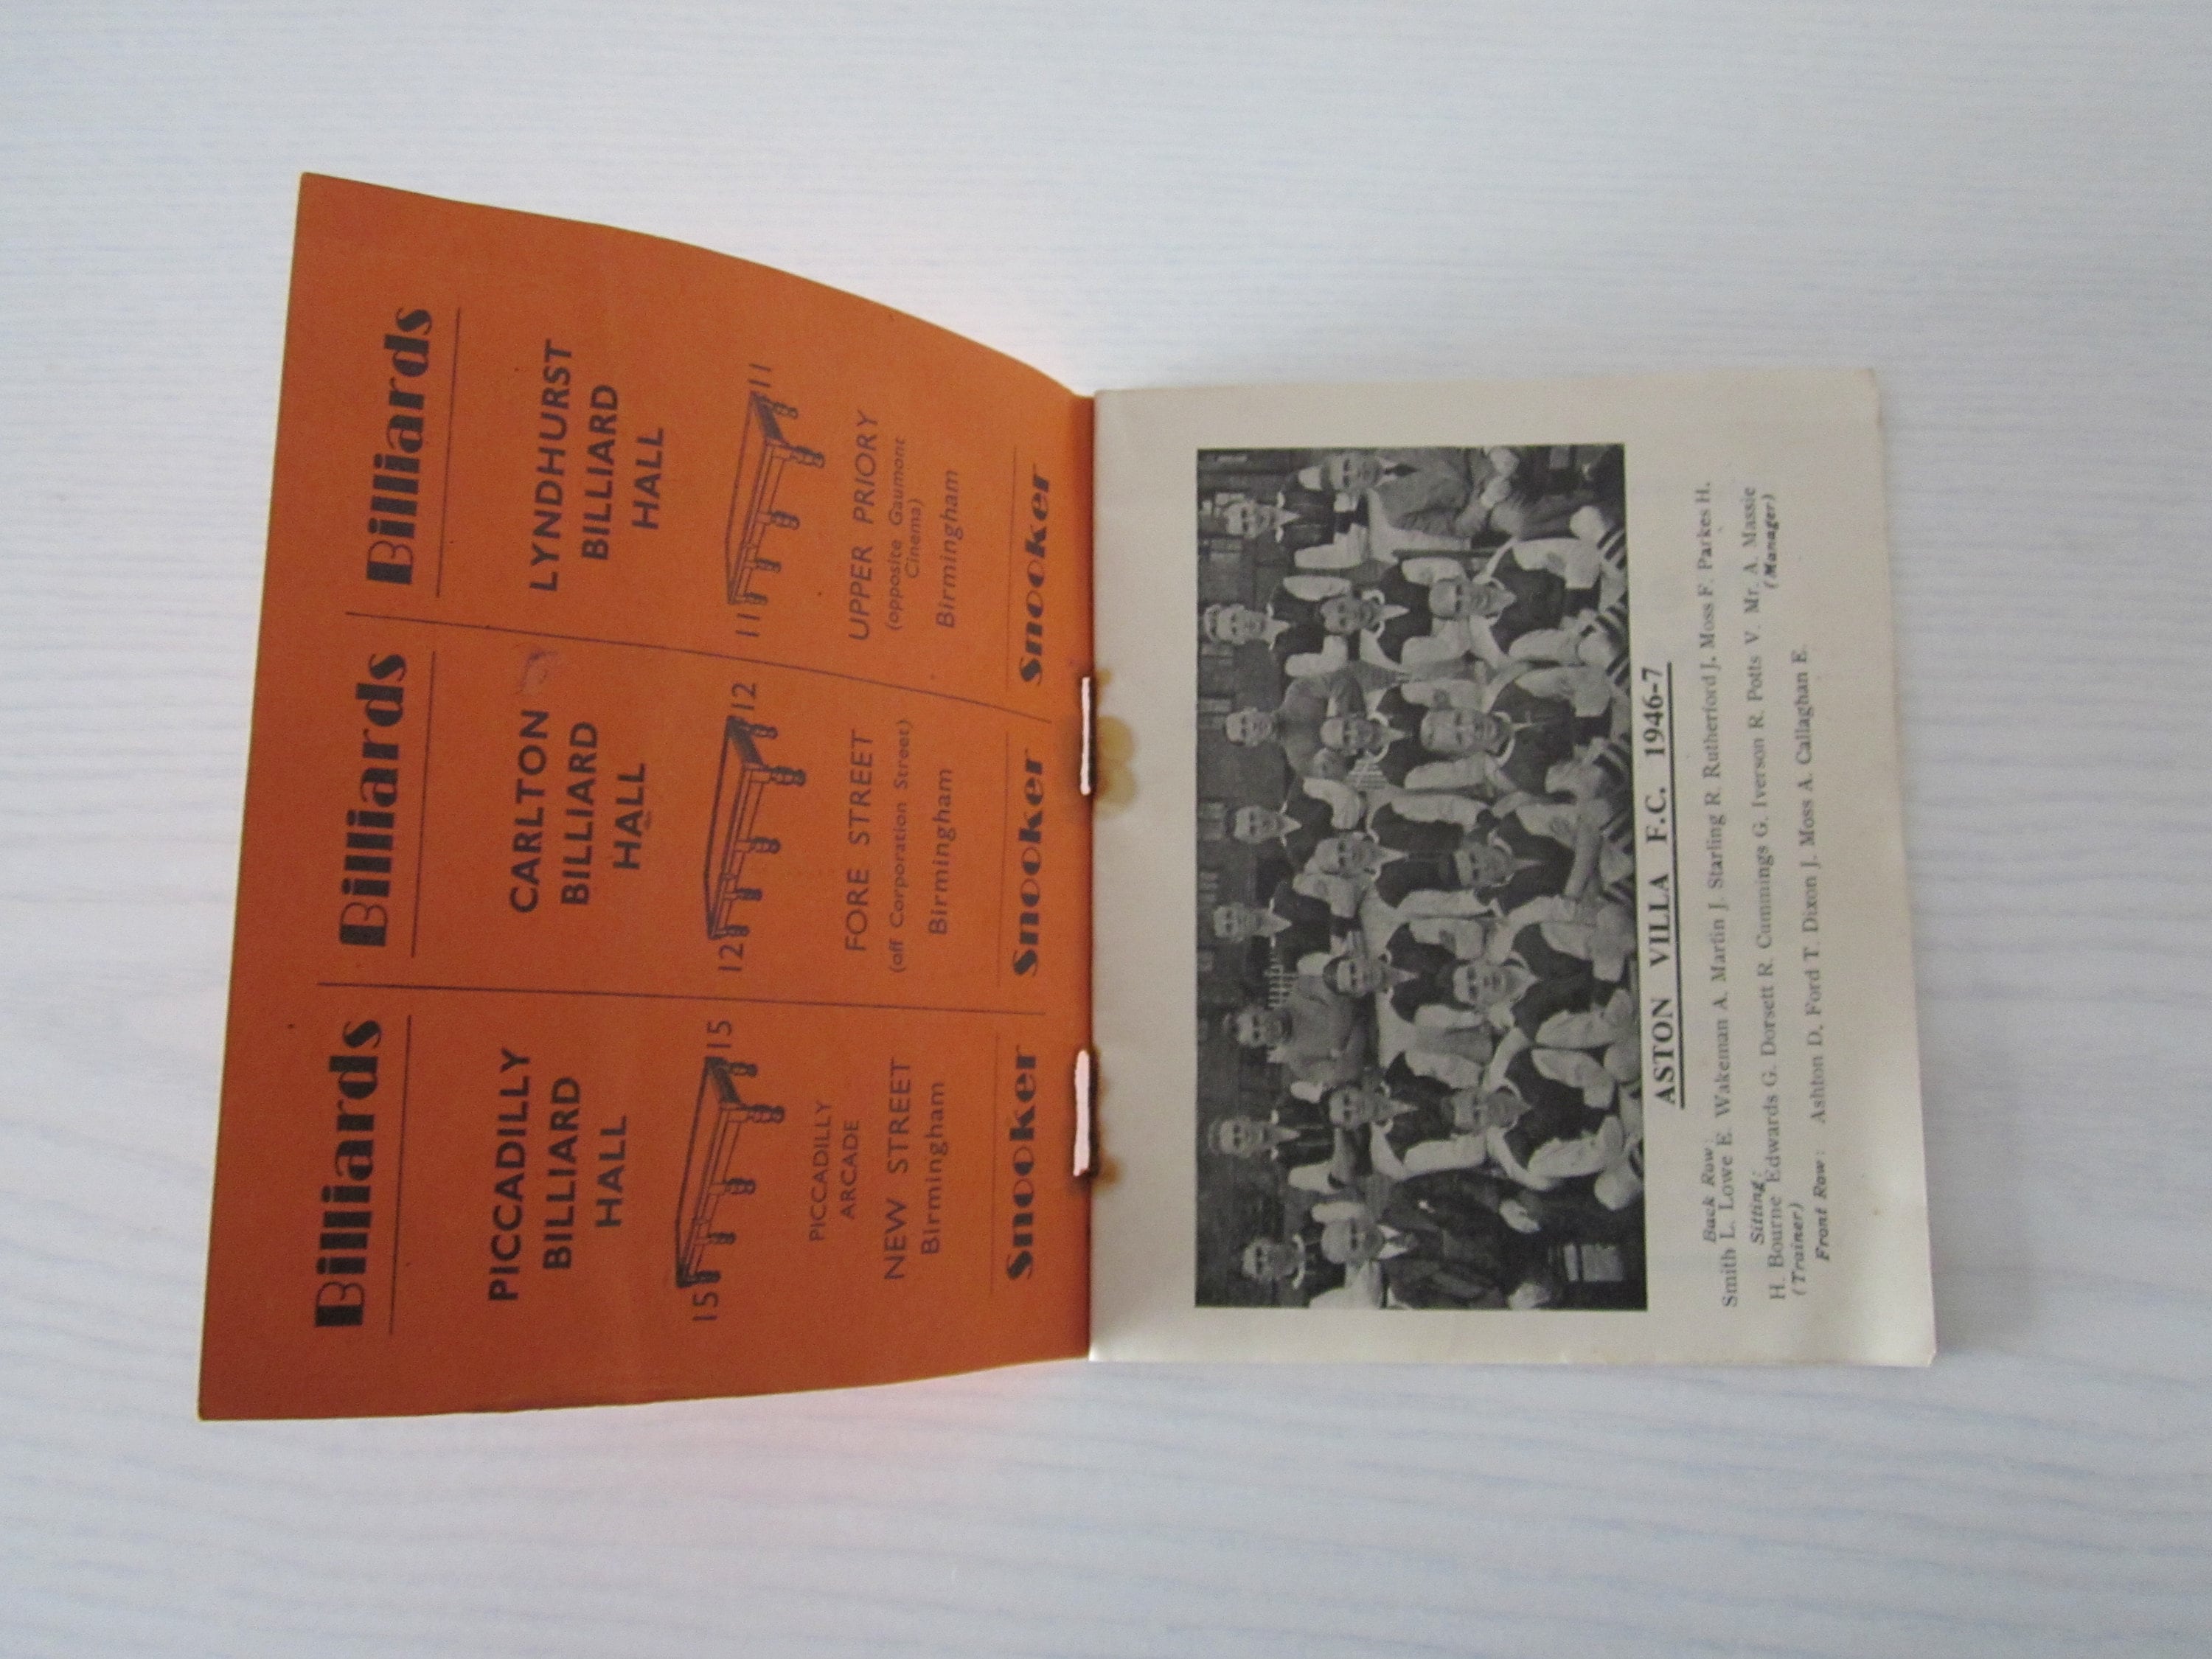 Billiards
PICCADILLY
BILLIARD
HALL
15 15
PICCADILLY
ARCADE
NEW STREET
Birmingham
Snooker
Billiards
CARLTON
BILLIARD
HALL
12 12
FORE STREET
(off Corporation Street)
Birmingham
Snooker
Billiards
LYNDHURST
BILLIARD
HALL
11 11
UPPER PRIORY
(opposite Gaumont
Cinema)
Birmingham
Snooker
ASTON VILLA F.C. 1946-7
Back Row:
Smith L. Lowe E. Wakeman A. Martin J. Starling R. Rutherford J. Moss F. Parkes H.
Sitting:
H. Bourne Edwards G. Dorsett R. Cummings G. Iverson R. Potts V. Mr. A. Massie
(Trainer) (Manager)
Front Row: Ashton D. Ford T. Dixon J. Moss A. Callaghan E.